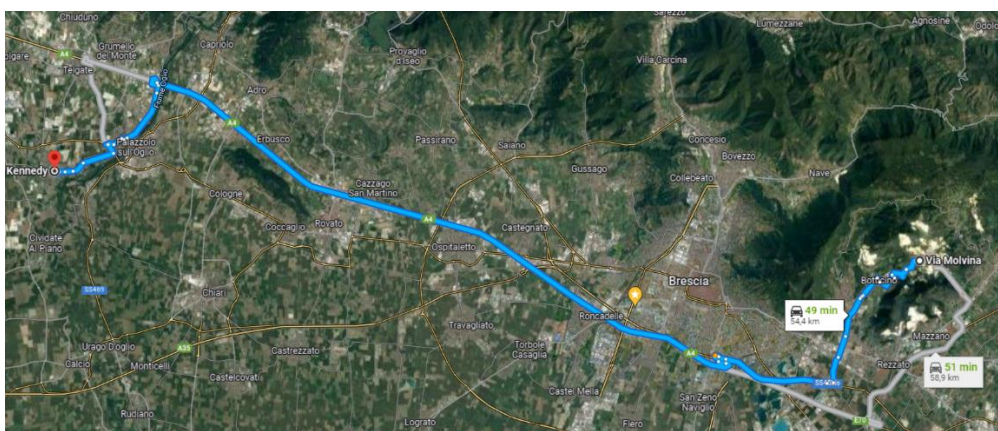 Chiuduno
Sarezzo
Lumezzane
Agnosine
Grumello
del Monte
Capriolo
A4
Telgate
Provaglio
d'Iseo
Villa Carcina
Fiume Oglio
Adro
A4
Erbusco
Passirano
Saiano
Concesio
Bovezzo
Nave
Palazzolo
sull'Oglio
Kennedy
Gussago
Collebeato
Cologne
Cazzago
San Martino
Coccaglio
Rovato
A4
Castegnato
Ospitaletto
Cividate
Al Piano
Brescia
Botticino
Via Molvina
Chiari
Roncadelle
49 min
54,4 km
Mazzano
Travagliato
Urago D'oglio
A35
Calcio
Monticelli
Castrezzato
Torbole
Casaglia
A4
Rezzato
51 min
58,9 km
Castelcovati
Castel Mella
San Zeno
Naviglio
Rudiano
Lograto
Flero
E70